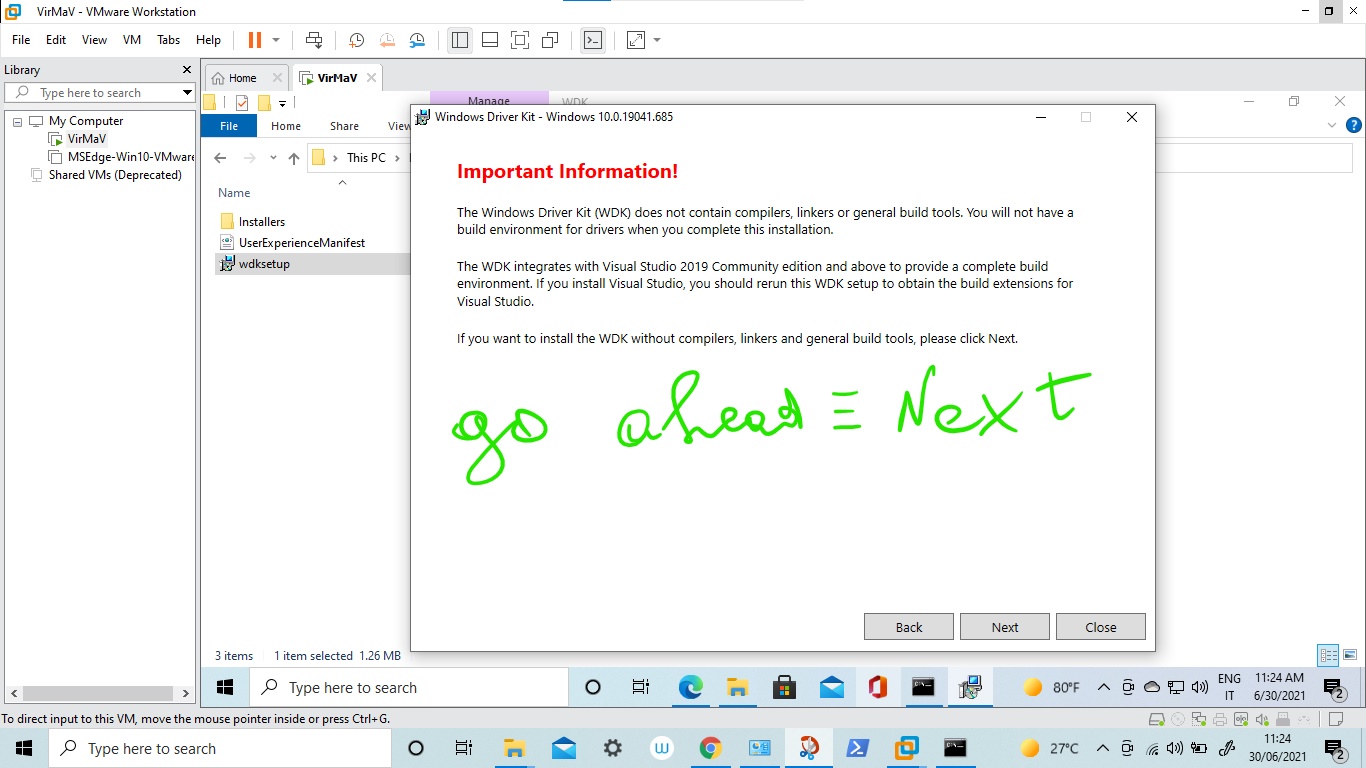 VirMaV - VMware Workstation
File Edit View VM Tabs Help
Library
Type here to search
My Computer
VirMaV
MSEdge-Win10-VMware
Shared VMs (Deprecated)
Home
VirMaV
Manage WDK
File Home Share View
This PC
Name
Installers
UserExperienceManifest
wdksetup
Windows Driver Kit - Windows 10.0.19041.685
Important Information!
The Windows Driver Kit (WDK) does not contain compilers, linkers or general build tools. You will not have a
build environment for drivers when you complete this installation.
The WDK integrates with Visual Studio 2019 Community edition and above to provide a complete build
environment. If you install Visual Studio, you should rerun this WDK setup to obtain the build extensions for
Visual Studio.
If you want to install the WDK without compilers, linkers and general build tools, please click Next.
go ahead ≡ Next
Back Next Close
3 items 1 item selected 1.26 MB
Type here to search
80°F
ENG
IT
11:24 AM
6/30/2021
2
To direct input to this VM, move the mouse pointer inside or press Ctrl+G.
Type here to search
27°C
11:24
30/06/2021
2